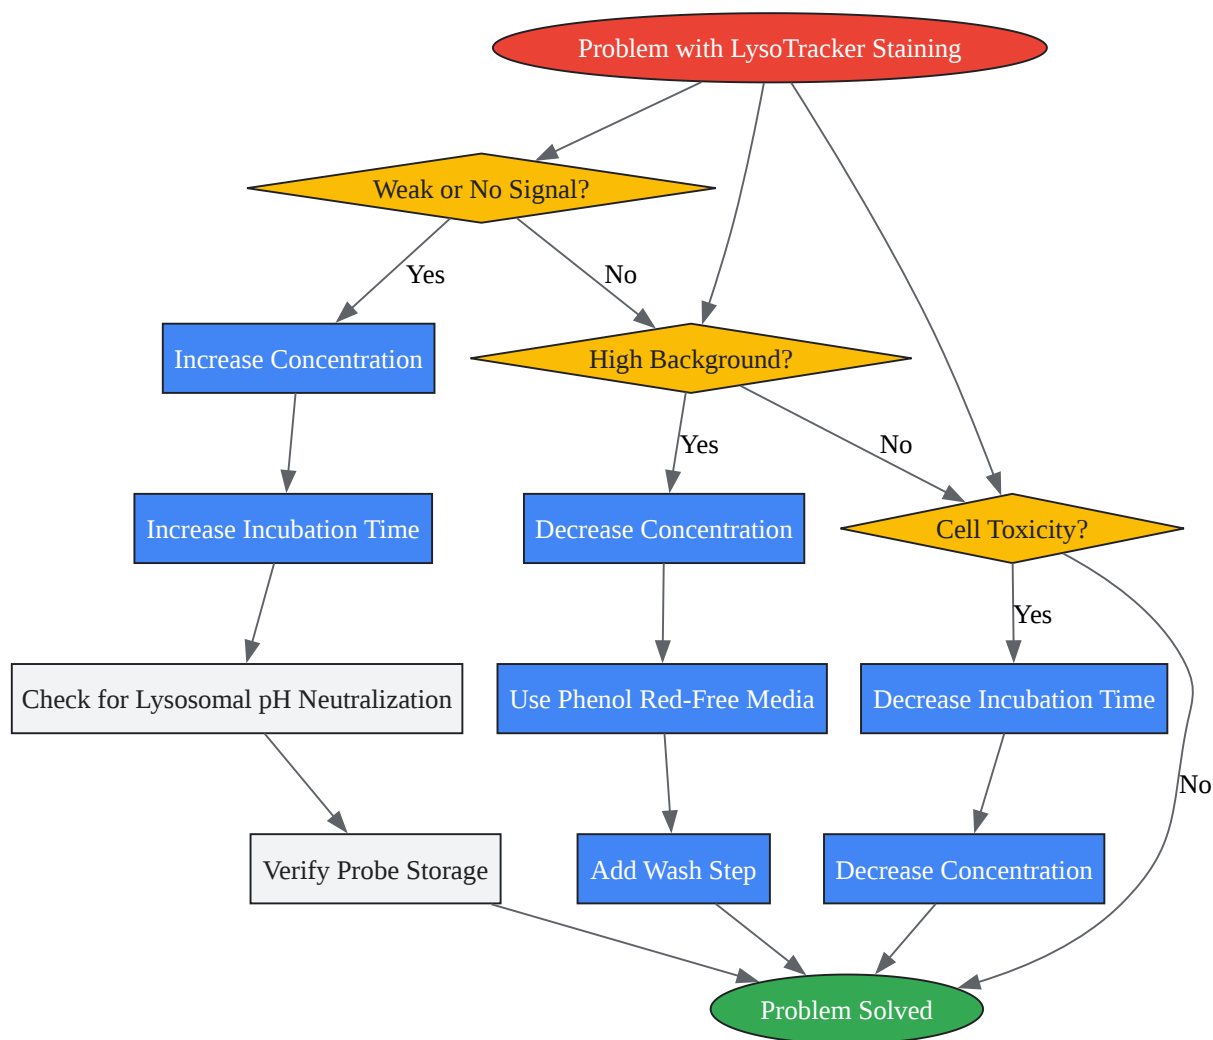 Problem with LysoTracker Staining
Weak or No Signal?
Yes
No
Increase Concentration
High Background?
Yes
No
Increase Incubation Time
Decrease Concentration
Cell Toxicity?
Yes
Check for Lysosomal pH Neutralization
Use Phenol Red-Free Media
Decrease Incubation Time
No
Verify Probe Storage
Add Wash Step
Decrease Concentration
Problem Solved